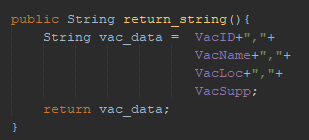 public String return_string(){
String vac_data = VacID+","+
VacName+","+
VacLoc+","+
VacSupp;
return vac_data;
}